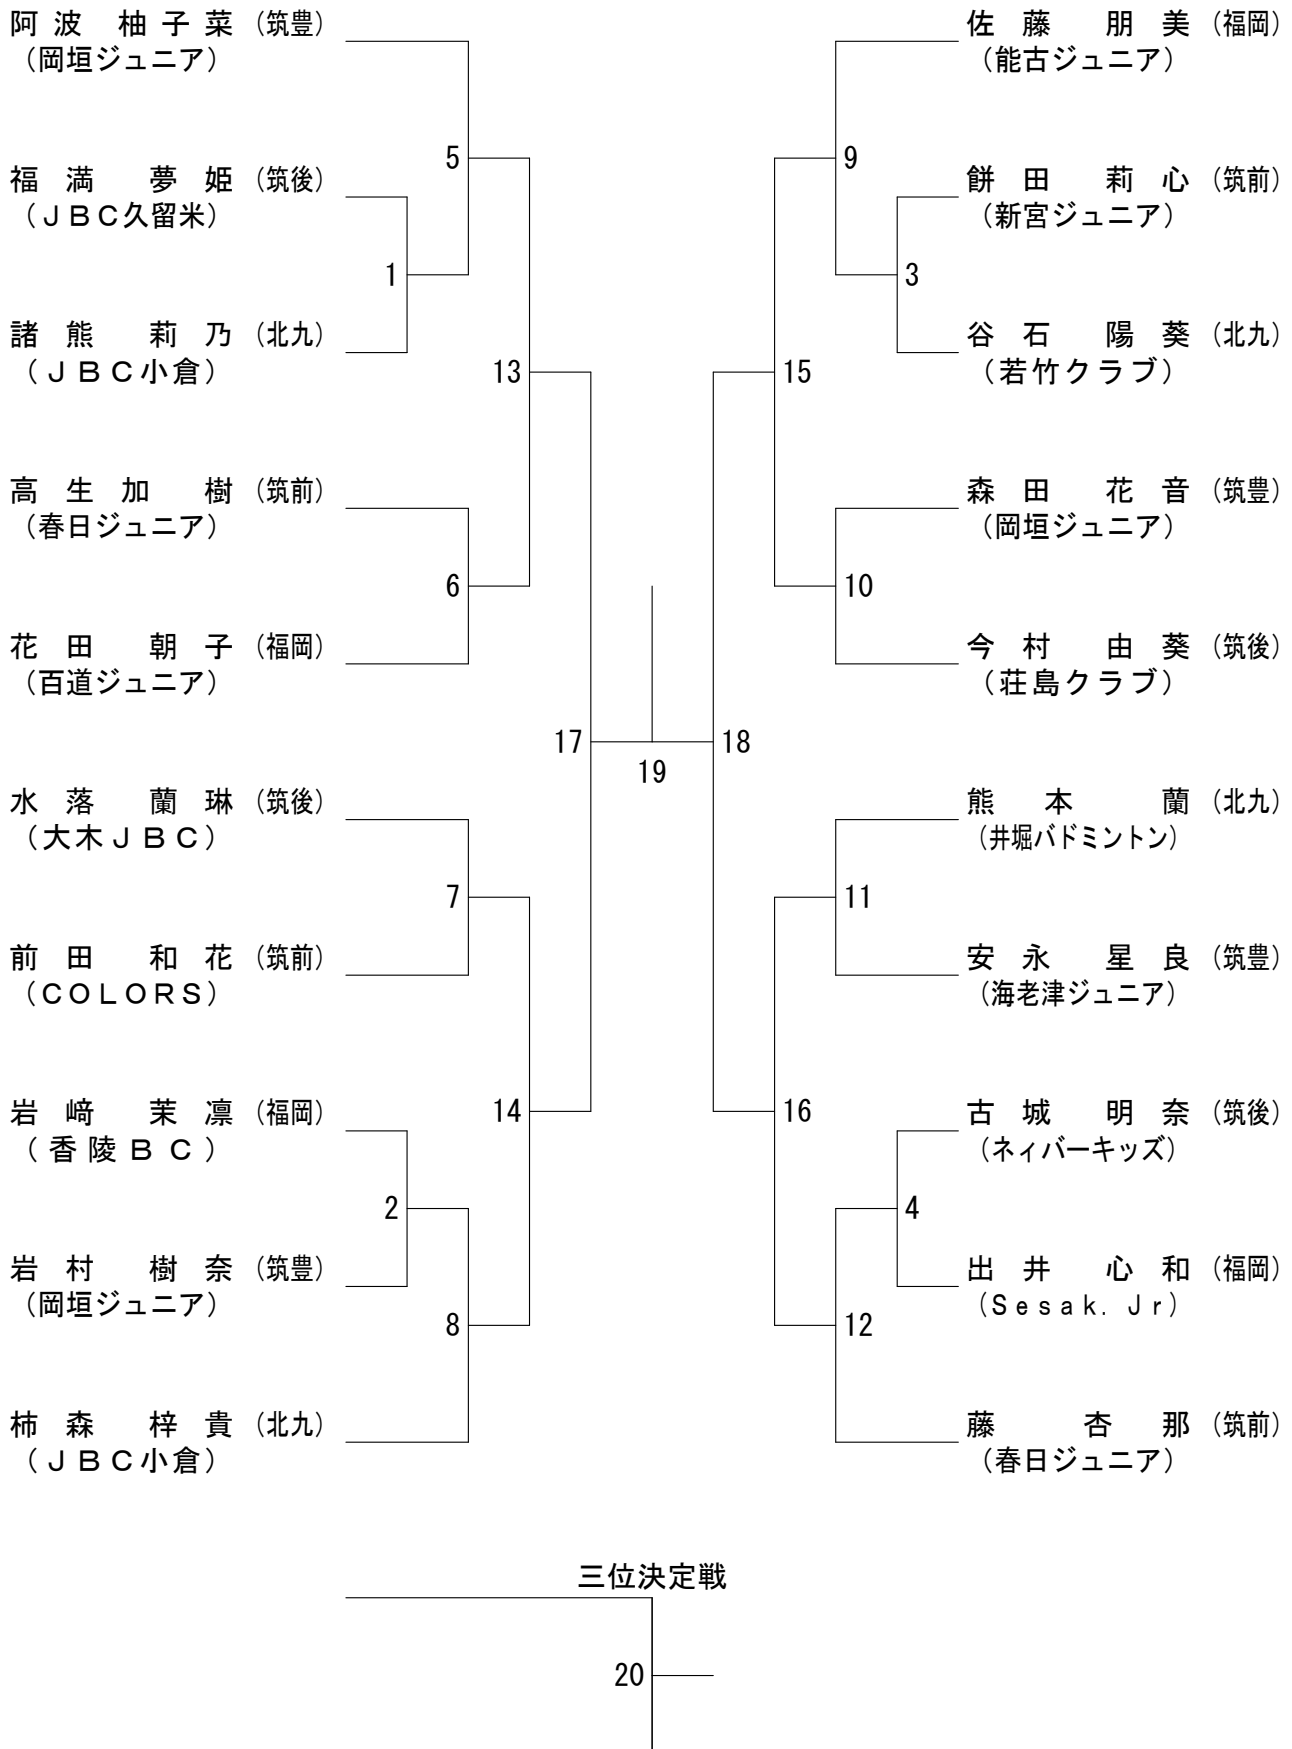 阿波 柚子菜 (筑豊)
(岡垣ジュニア)
5
福満 夢姫 (筑後)
(ＪＢＣ久留米)
1
諸熊 莉乃 (北九)
(ＪＢＣ小倉)
13
高生加 樹 (筑前)
(春日ジュニア)
6
花田 朝子 (福岡)
(百道ジュニア)
17
水落 蘭琳 (筑後)
(大木ＪＢＣ)
7
前田 和花 (筑前)
(ＣＯＬＯＲＳ)
岩﨑 茉凛 (福岡)
(香陵ＢＣ)
14
2
岩村 樹奈 (筑豊)
(岡垣ジュニア)
8
柿森 梓貴 (北九)
(ＪＢＣ小倉)
19
佐藤 朋美 (福岡)
(能古ジュニア)
9
餅田 莉心 (筑前)
(新宮ジュニア)
3
谷石 陽葵 (北九)
(若竹クラブ)
15
森田 花音 (筑豊)
(岡垣ジュニア)
10
今村 由葵 (筑後)
(荘島クラブ)
18
熊本 蘭 (北九)
(井堀バドミントン)
11
安永 星良 (筑豊)
(海老津ジュニア)
16
古城 明奈 (筑後)
(ネィバーキッズ)
4
出井 心和 (福岡)
(Sesak. Jr)
12
藤 杏那 (筑前)
(春日ジュニア)
三位決定戦
20